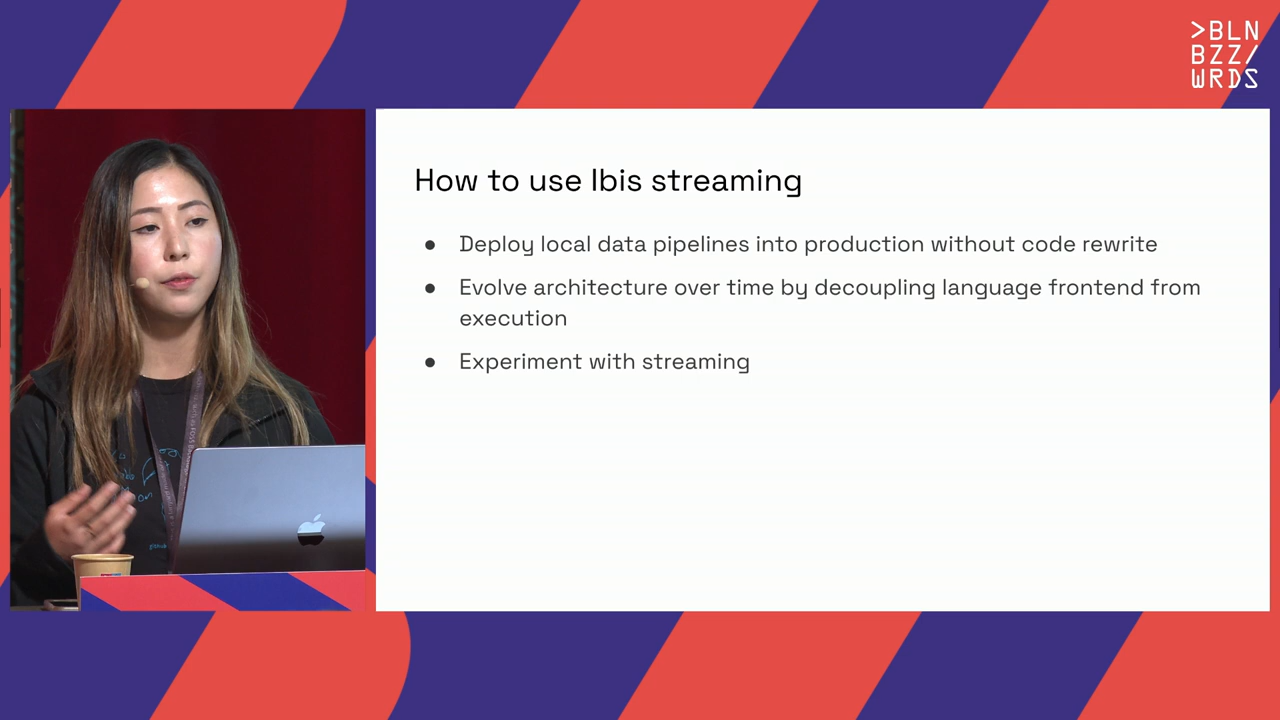 >BLN
BZZ/
WRDS
How to use Ibis streaming
● Deploy local data pipelines into production without code rewrite
● Evolve architecture over time by decoupling language frontend from
execution
● Experiment with streaming